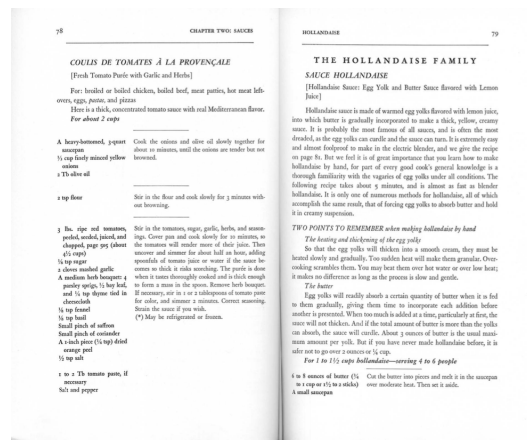 78 CHAPTER TWO: SAUCES
COULIS DE TOMATES À LA PROVENÇALE
[Fresh Tomato Purée with Garlic and Herbs]
For: broiled or boiled chicken, boiled beef, meat patties, hot meat left-
overs, eggs, pastas, and pizzas
Here is a thick, concentrated tomato sauce with real Mediterranean flavor.
For about 2 cups
A heavy-bottomed, 3-quart
saucepan
⅓ cup finely minced yellow
onions
2 Tb olive oil
Cook the onions and olive oil slowly together for
about 10 minutes, until the onions are tender but not
browned.
2 tsp flour
Stir in the flour and cook slowly for 3 minutes with-
out browning.
3 lbs. ripe red tomatoes,
peeled, seeded, juiced, and
chopped, page 505 (about
4½ cups)
⅛ tsp sugar
2 cloves mashed garlic
A medium herb bouquet: 4
parsley sprigs, ½ bay leaf,
and ¼ tsp thyme tied in
cheesecloth
⅛ tsp fennel
⅛ tsp basil
Small pinch of saffron
Small pinch of coriander
A 1-inch piece (¼ tsp) dried
orange peel
½ tsp salt
Stir in the tomatoes, sugar, garlic, herbs, and season-
ings. Cover pan and cook slowly for 10 minutes, so
the tomatoes will render more of their juice. Then
uncover and simmer for about half an hour, adding
spoonfuls of tomato juice or water if the sauce be-
comes so thick it risks scorching. The purée is done
when it tastes thoroughly cooked and is thick enough
to form a mass in the spoon. Remove herb bouquet.
1 to 2 Tb tomato paste, if
necessary
Salt and pepper
If necessary, stir in 1 or 2 tablespoons of tomato paste
for color, and simmer 2 minutes. Correct seasoning.
Strain the sauce if you wish.
(*) May be refrigerated or frozen.
HOLLANDAISE 79
THE HOLLANDAISE FAMILY
SAUCE HOLLANDAISE
[Hollandaise Sauce: Egg Yolk and Butter Sauce flavored with Lemon
Juice]
Hollandaise sauce is made of warmed egg yolks flavored with lemon juice,
into which butter is gradually incorporated to make a thick, yellow, creamy
sauce. It is probably the most famous of all sauces, and is often the most
dreaded, as the egg yolks can curdle and the sauce can turn. It is extremely easy
and almost foolproof to make in the electric blender, and we give the recipe
on page 81. But we feel it is of great importance that you learn how to make
hollandaise by hand, for part of every good cook's general knowledge is a
thorough familiarity with the vagaries of egg yolks under all conditions. The
following recipe takes about 5 minutes, and is almost as fast as blender
hollandaise. It is only one of numerous methods for hollandaise, all of which
accomplish the same result, that of forcing egg yolks to absorb butter and hold
it in creamy suspension.
TWO POINTS TO REMEMBER when making hollandaise by hand
The heating and thickening of the egg yolks
So that the egg yolks will thicken into a smooth cream, they must be
heated slowly and gradually. Too sudden heat will make them granular. Over-
cooking scrambles them. You may beat them over hot water or over low heat;
it makes no difference as long as the process is slow and gentle.
The butter
Egg yolks will readily absorb a certain quantity of butter when it is fed
to them gradually, giving them time to incorporate each addition before
another is presented. When too much is added at a time, particularly at first, the
sauce will not thicken. And if the total amount of butter is more than the yolks
can absorb, the sauce will curdle. About 3 ounces of butter is the usual maxi-
mum amount per yolk. But if you have never made hollandaise before, it is
safer not to go over 2 ounces or ¼ cup.
For 1 to 1½ cups hollandaise—serving 4 to 6 people
6 to 8 ounces of butter (¾
to 1 cup or 1½ to 2 sticks)
A small saucepan
Cut the butter into pieces and melt it in the saucepan
over moderate heat. Then set it aside.